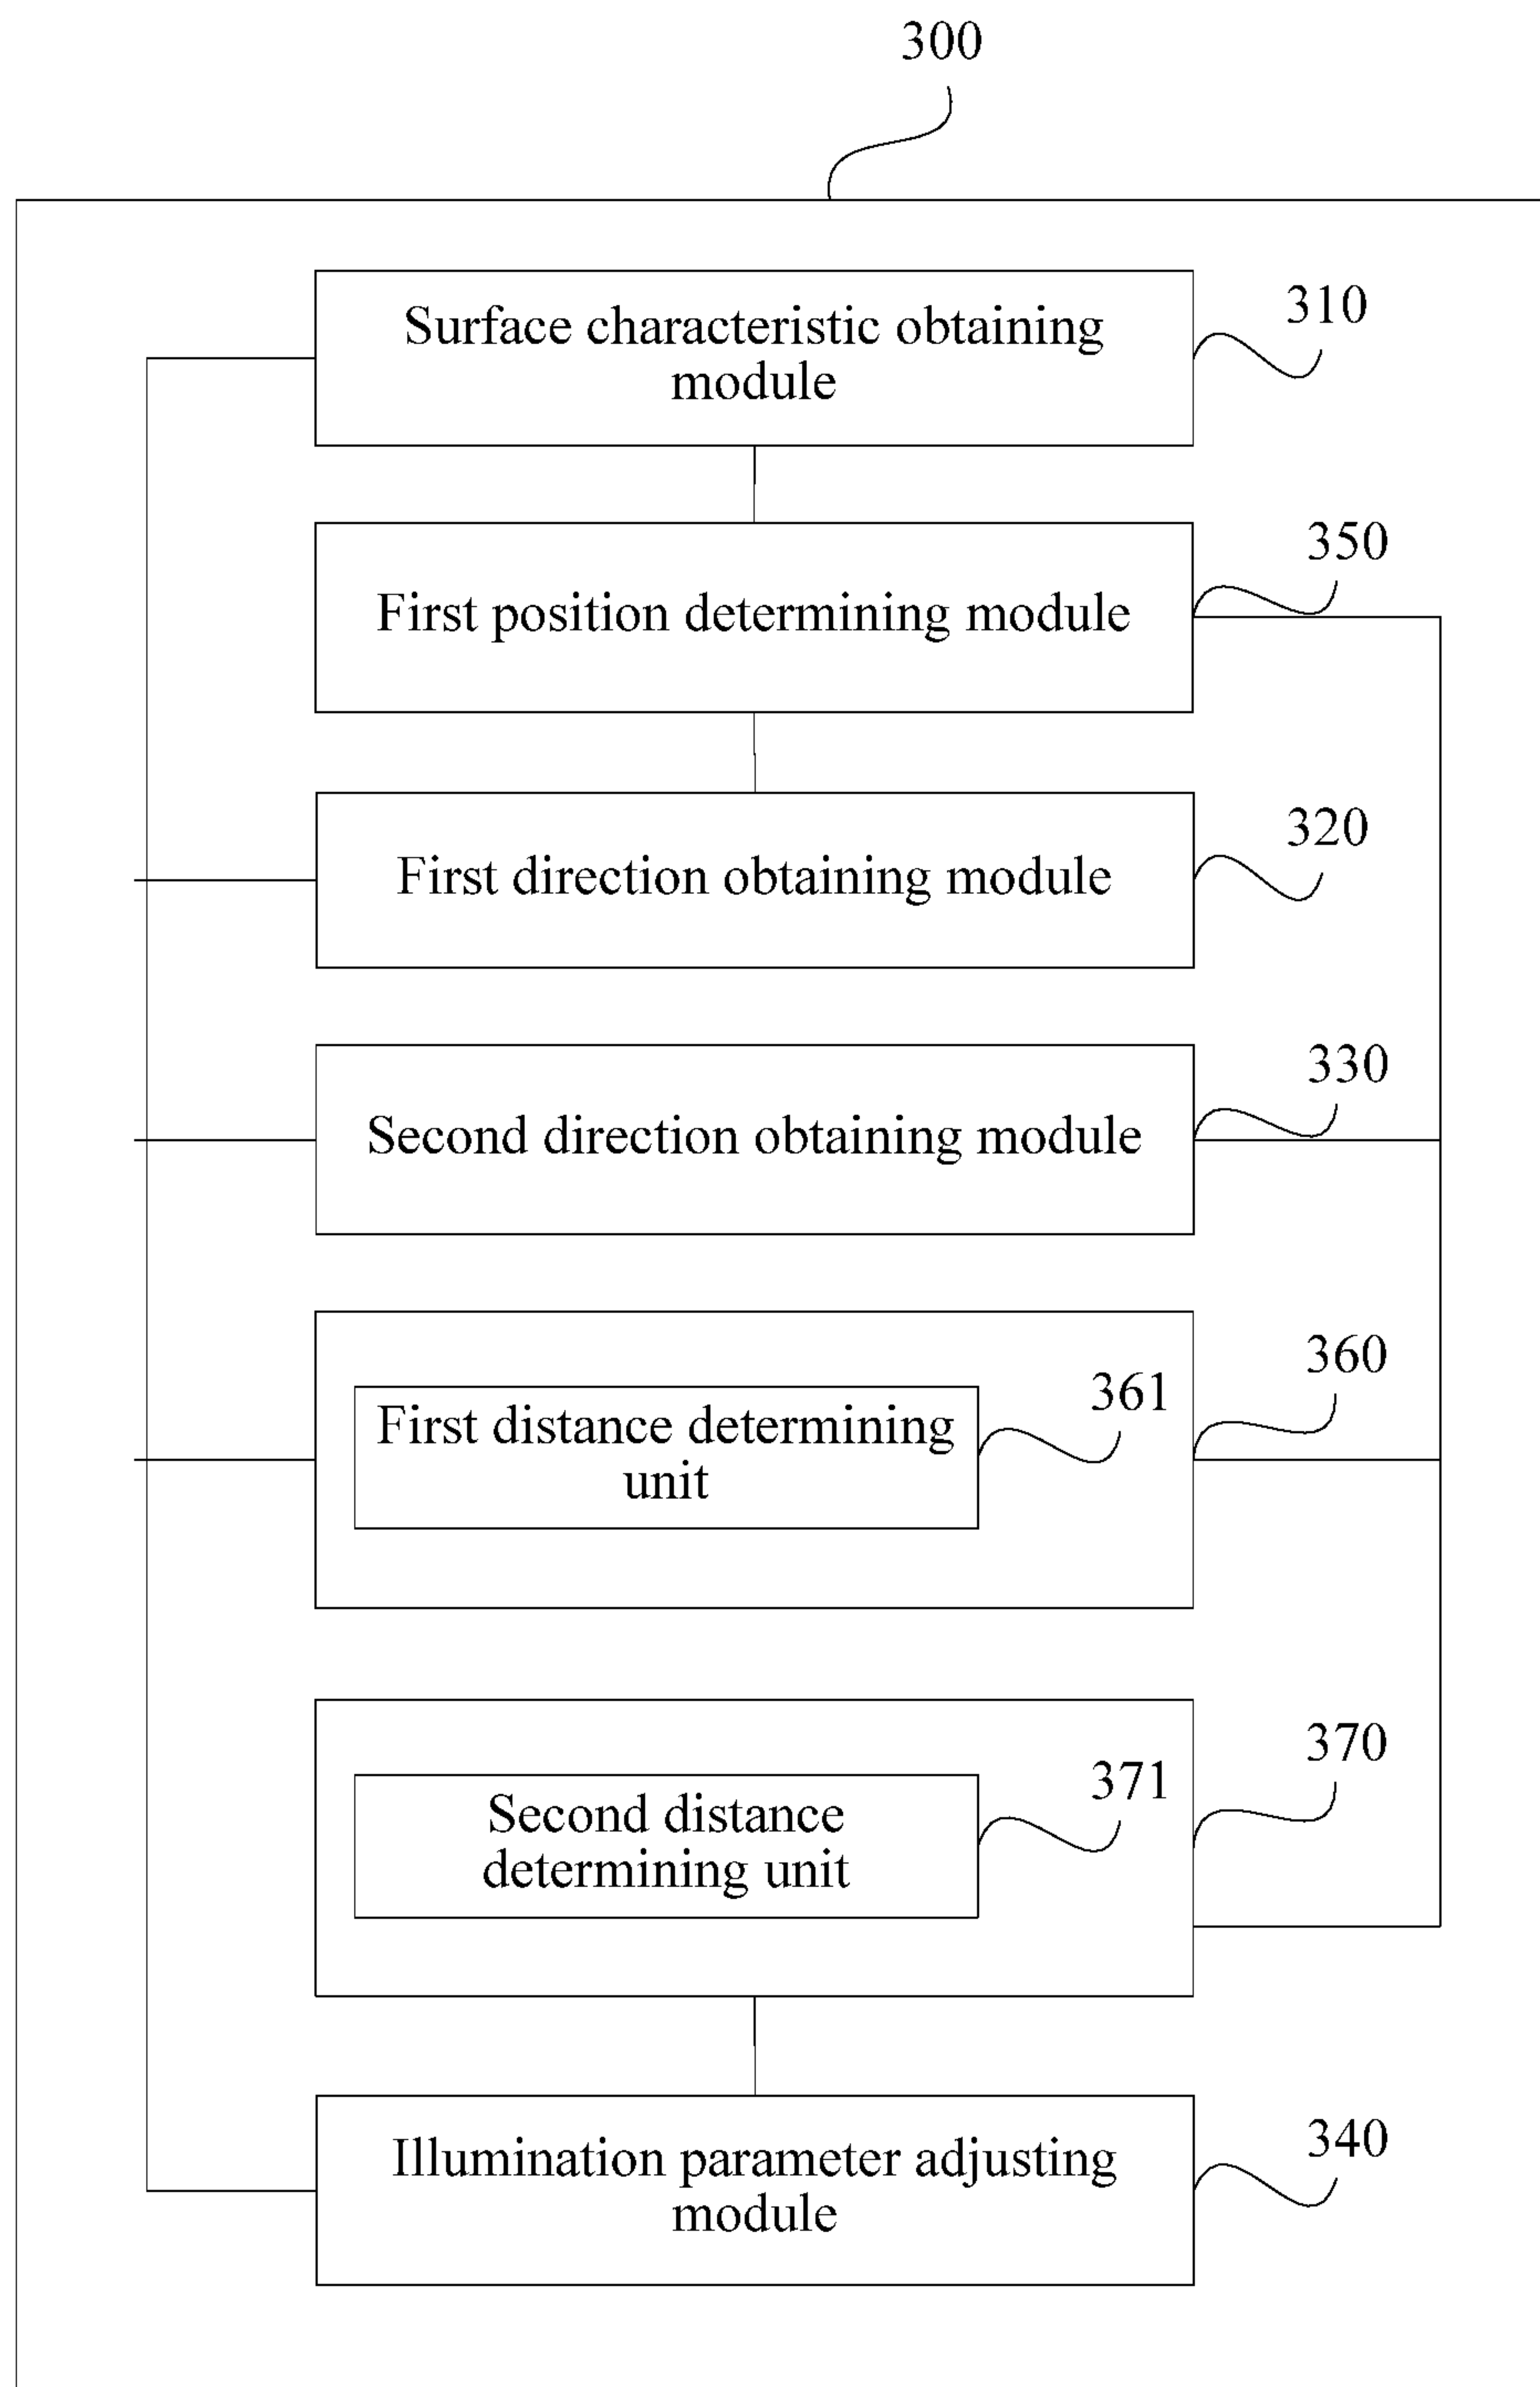 300
Surface characteristic obtaining
module
310
First position determining module
350
First direction obtaining module
320
Second direction obtaining module
330
First distance determining
unit
361
360
Second distance
determining unit
371
370
Illumination parameter adjusting
module
340